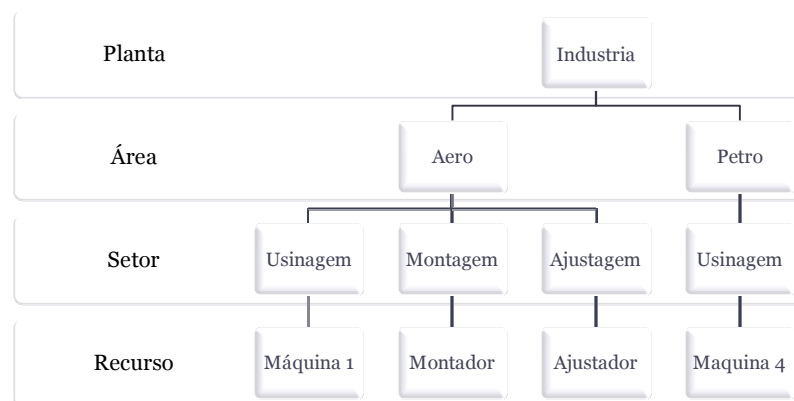 Planta
Industria
Área
Aero
Petro
Setor
Usinagem
Montagem
Ajustagem
Usinagem
Recurso
Máquina 1
Montador
Ajustador
Maquina 4